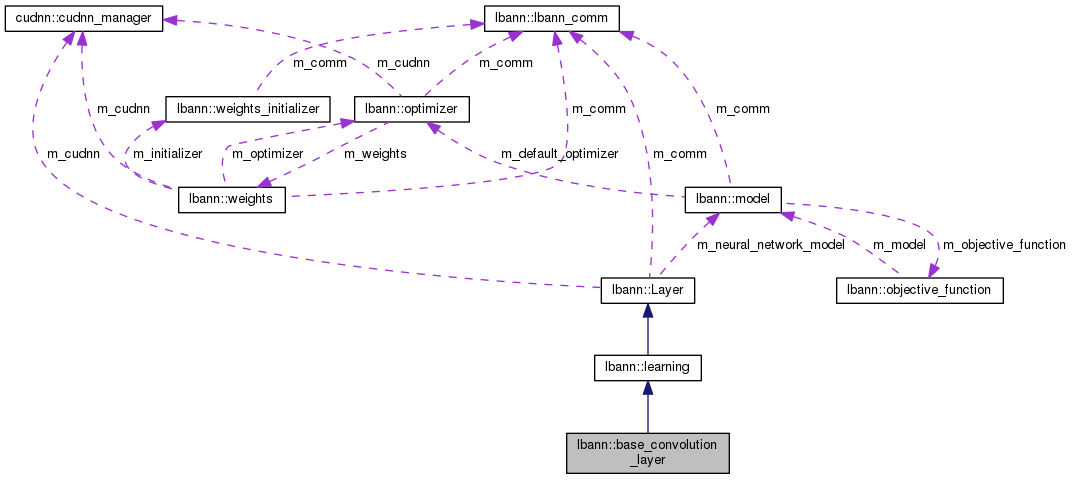 cudnn::cudnn_manager
lbann::lbann_comm
m_comm
m_cudnn
m_comm
lbann::weights_initializer
lbann::optimizer
m_cudnn
m_comm
m_comm
m_cudnn
m_initializer
m_optimizer
m_weights
m_default_optimizer
m_comm
lbann::weights
lbann::model
m_neural_network_model
m_model
m_objective_function
lbann::Layer
lbann::objective_function
lbann::learning
lbann::base_convolution
_layer